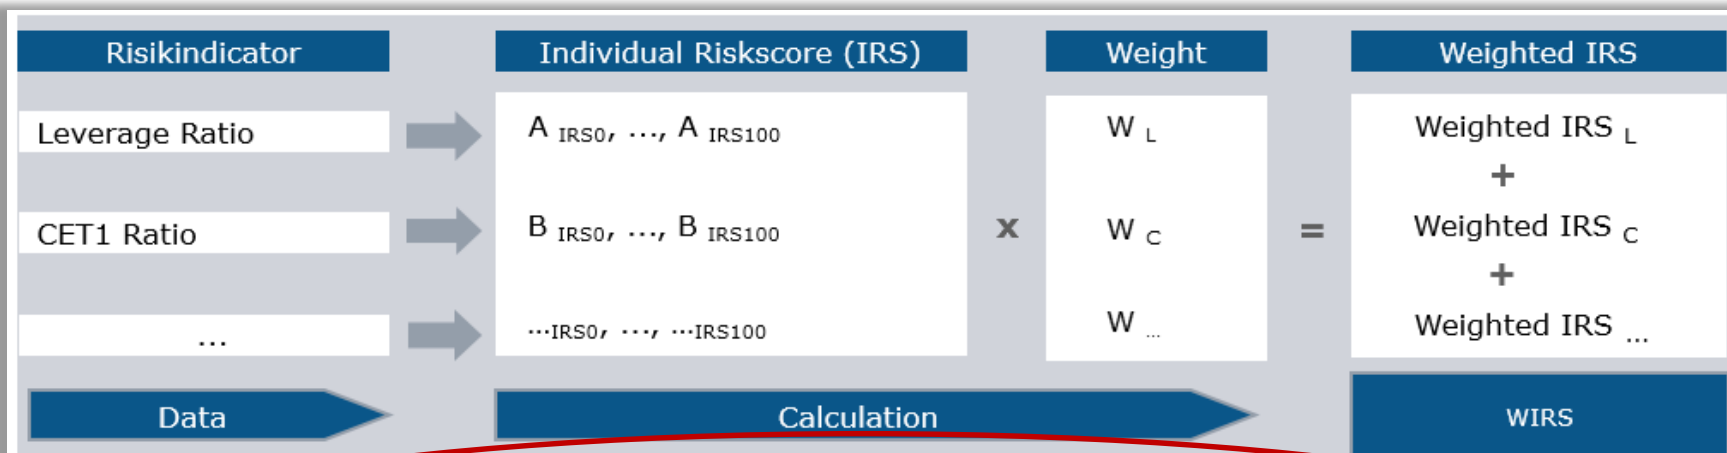 Risikindicator
Individual Riskscore (IRS)
Weight
Weighted IRS
Leverage Ratio
A IRS0, ..., A IRS100
W L
Weighted IRS L
+
CET1 Ratio
B IRS0, ..., B IRS100
x
W C
=
Weighted IRS C
+
...
...IRS0, ..., ...IRS100
W ...
Weighted IRS ...
Data
Calculation
WIRS